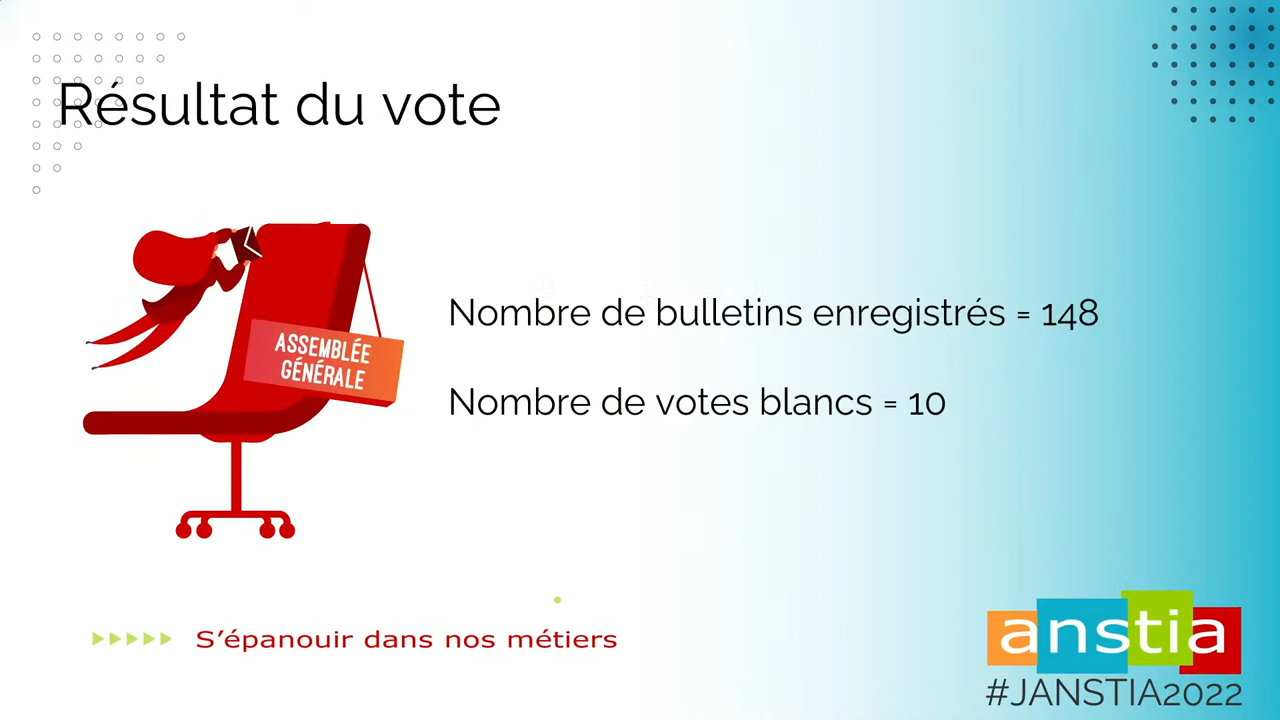 Résultat du vote
ASSEMBLÉE
GÉNÉRALE
Nombre de bulletins enregistrés = 148
Nombre de votes blancs = 10
S'épanouir dans nos métiers
anstia
#JANSTIA2022